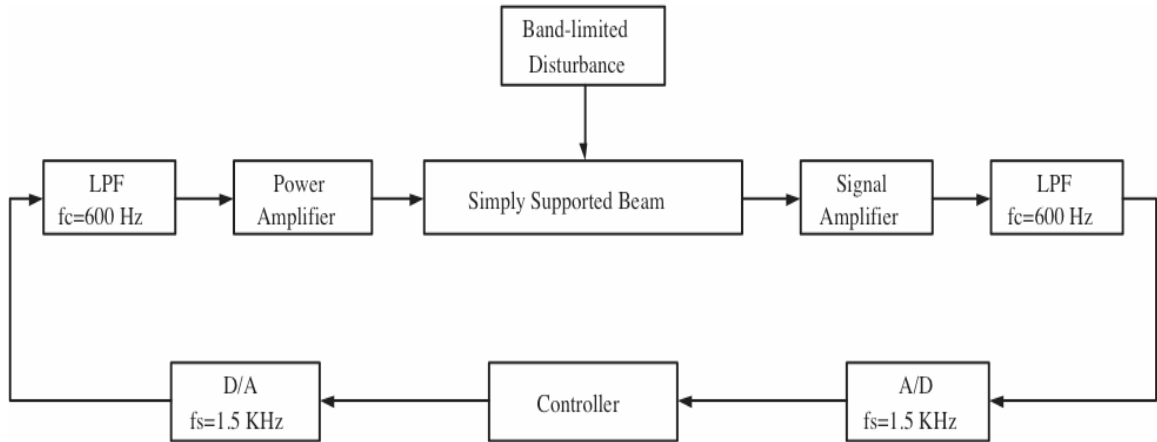 Band-limited
Disturbance
LPF
fc=600 Hz
Power
Amplifier
Simply Supported Beam
Signal
Amplifier
LPF
fc=600 Hz
D/A
fs=1.5 KHz
Controller
A/D
fs=1.5 KHz